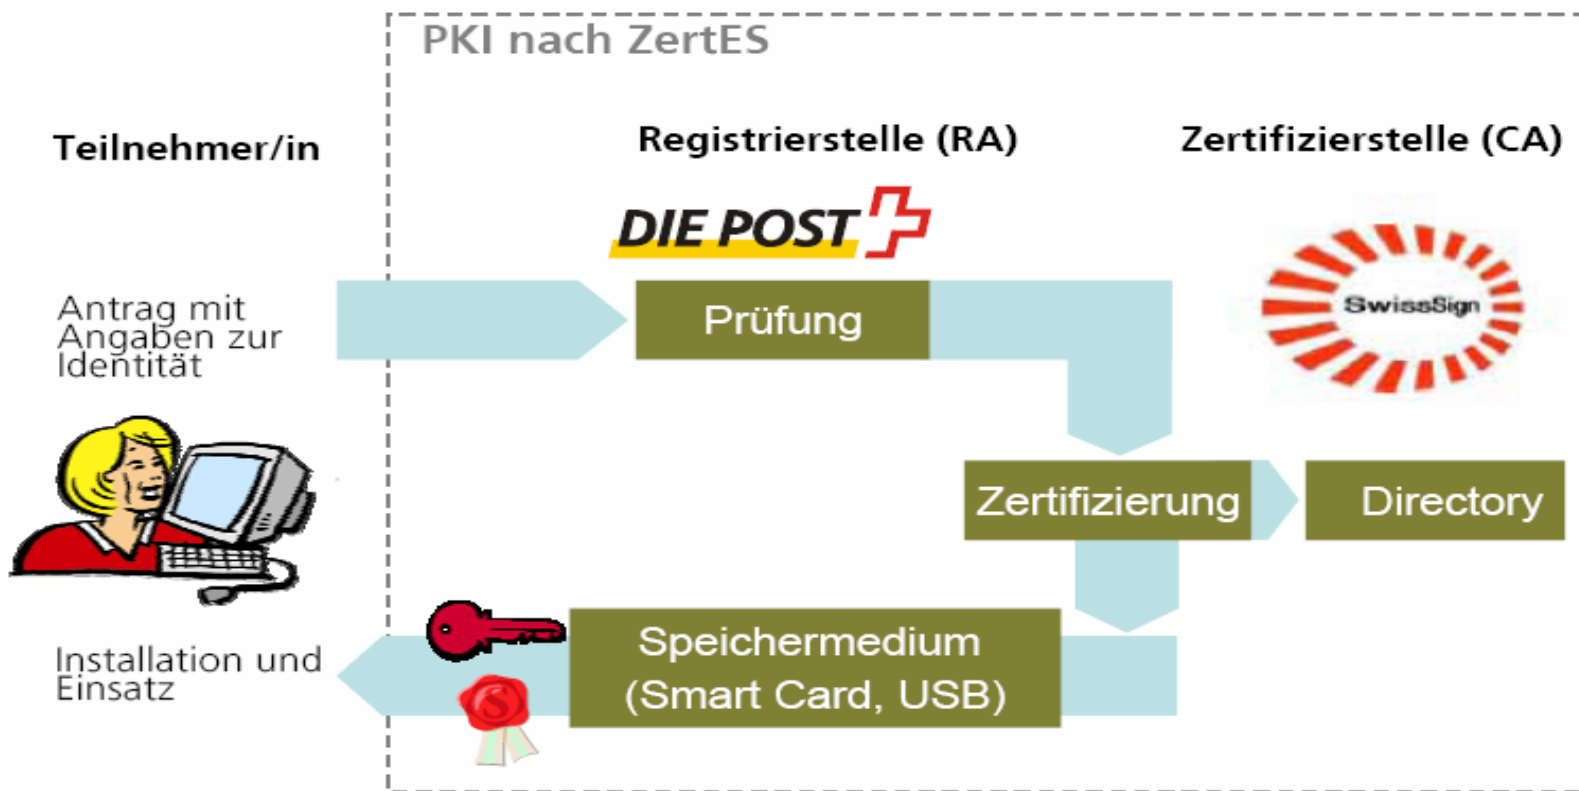 PKI nach ZertES
Teilnehmer/in
Registrierstelle (RA)
Zertifizierstelle (CA)
DIE POST
SwissSign
Antrag mit
Angaben zur
Identität
Prüfung
Zertifizierung
Directory
Installation und
Einsatz
S
Speichermedium
(Smart Card, USB)